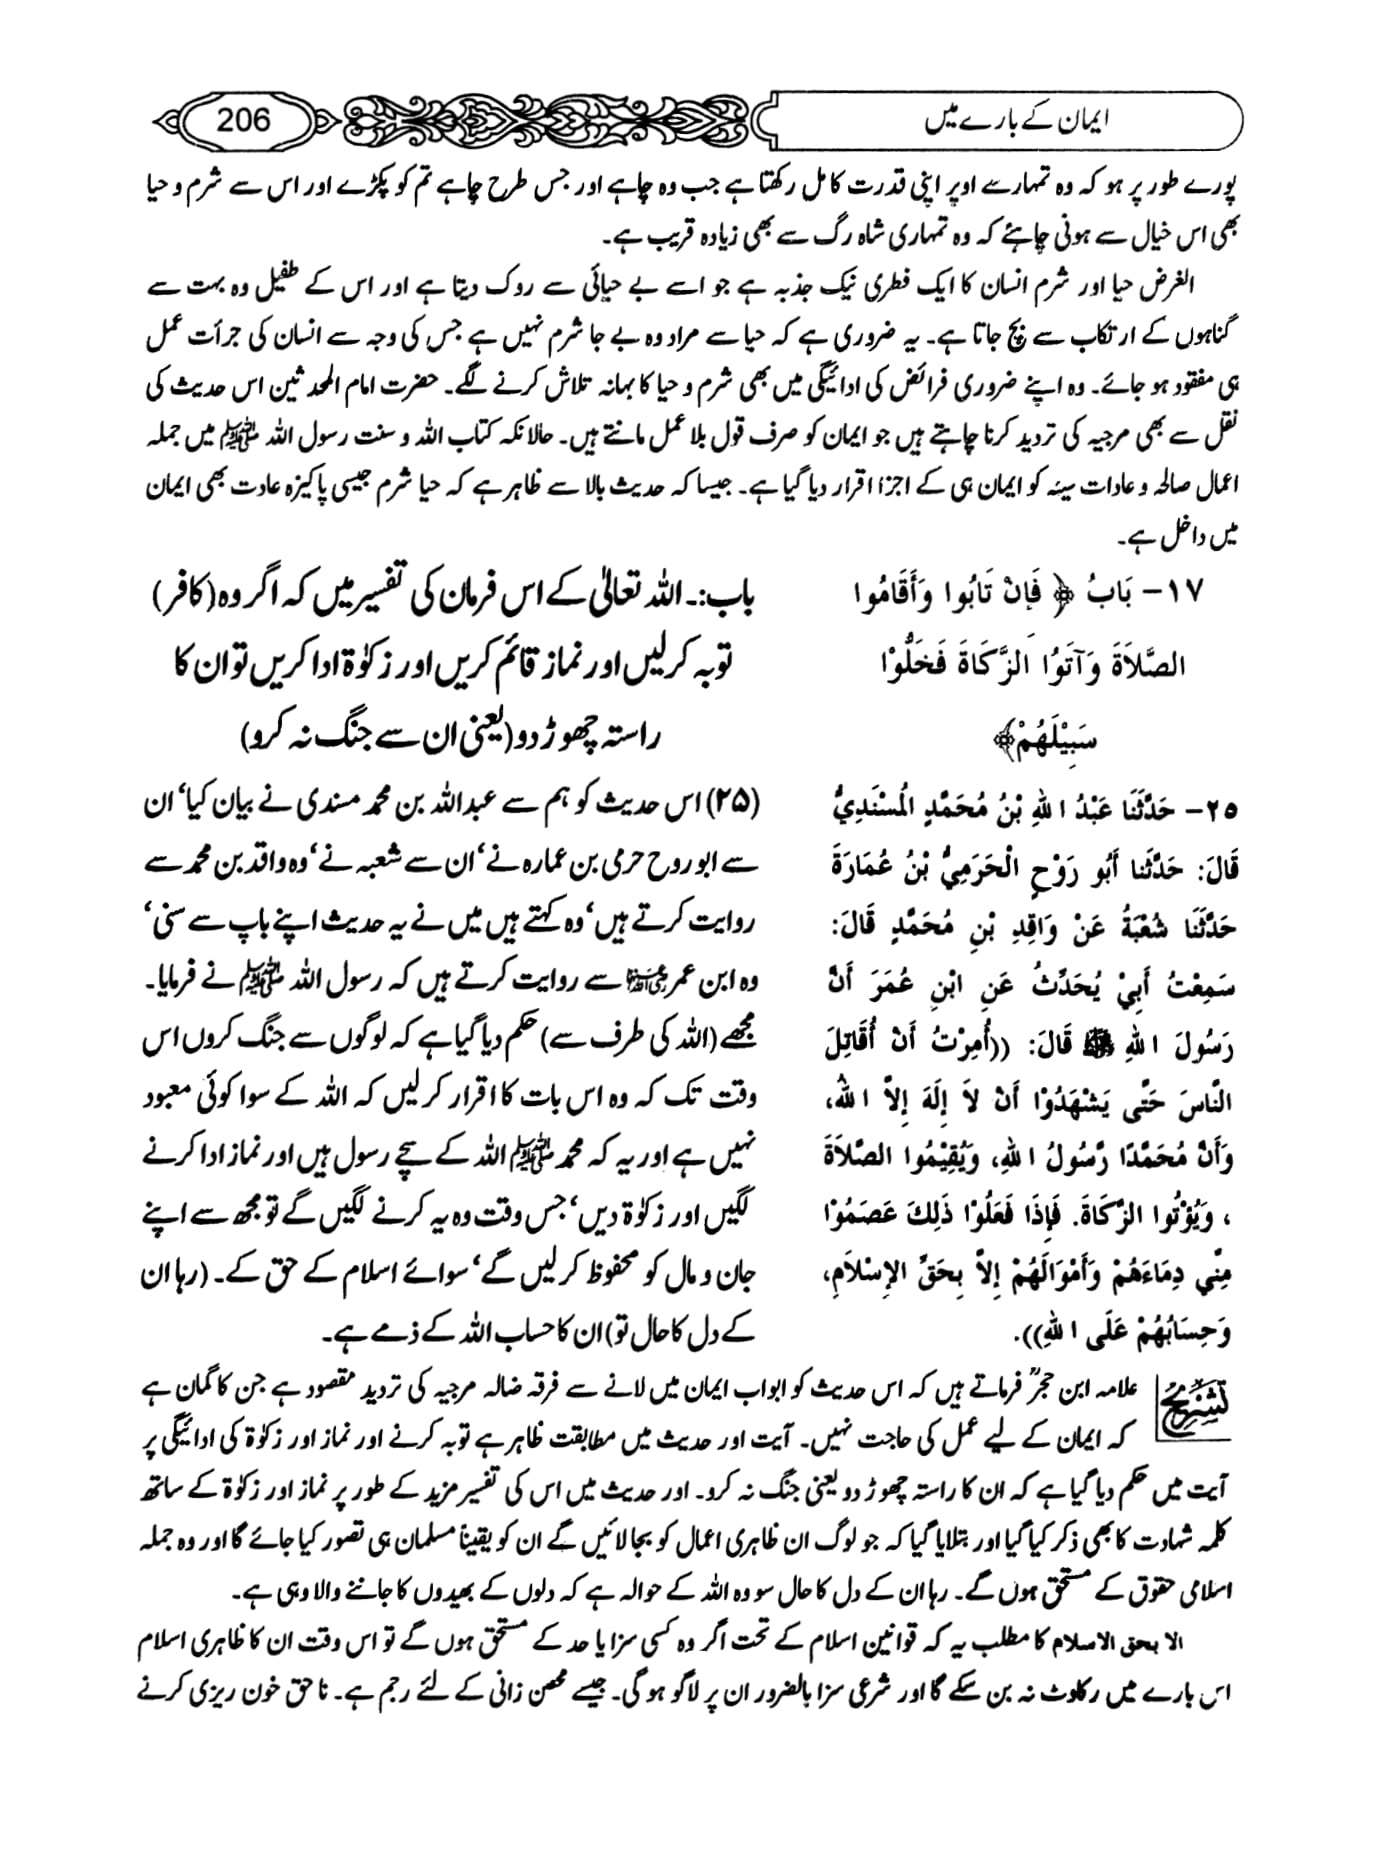 ایمان کے بارے میں
206
پورے طور پر ہو کہ وہ تمہارے اوپر اپنی قدرت کامل رکھتا ہے جب وہ چاہے اور جس طرح چاہے تم کو پکڑے اور اس سے شرم و حیا
بھی اس خیال سے ہونی چاہئے کہ وہ تمہاری شاہ رگ سے بھی زیادہ قریب ہے۔
الغرض حیا اور شرم انسان کا ایک فطری نیک جذبہ ہے جو اسے بے حیائی سے روک دیتا ہے اور اس کے طفیل وہ بہت سے
گناہوں کے ارتکاب سے بچ جاتا ہے۔ یہ ضروری ہے کہ حیا سے مراد وہ بے جا شرم نہیں ہے جس کی وجہ سے انسان کی جرأت عمل
ہی مفقود ہو جائے۔ وہ اپنے ضروری فرائض کی ادائیگی میں بھی شرم و حیا کا بہانہ تلاش کرنے لگے۔ حضرت امام المحدثین اس حدیث کی
نقل سے بھی مرجیہ کی تردید کرنا چاہتے ہیں جو ایمان کو صرف قول بلا عمل مانتے ہیں۔ حالانکہ کتاب اللہ و سنت رسول اللہ ﷺ میں جملہ
اعمال صالحہ و عادات سیئہ کو ایمان ہی کے اجزا قرار دیا گیا ہے۔ جیسا کہ حدیث بالا سے ظاہر ہے کہ حیا شرم جیسی پاکیزہ عادت بھی ایمان
میں داخل ہے۔
١٧- بَابُ ﴿ فَإِنْ تَابُوا وَأَقَامُوا
الصَّلاَةَ وَآتَوُا الزَّكَاةَ فَخَلُّوْا
سَبِيْلَهُمْ﴾
باب:۔ اللہ تعالیٰ کے اس فرمان کی تفسیر میں کہ اگر وہ (کافر)
توبہ کرلیں اور نماز قائم کریں اور زکوٰۃ ادا کریں تو ان کا
راستہ چھوڑ دو (یعنی ان سے جنگ نہ کرو)
٢٥- حَدَّثَنَا عَبْدُ اللهِ بْنُ مُحَمَّدٍ الْمُسْنَدِيُّ
قَالَ: حَدَّثَنا أَبُو رَوْحٍ الْحَرَمِيُّ بْنُ عُمَارَةَ
حَدَّثَنَا شُعْبَةُ عَنْ وَاقِدِ بْنِ مُحَمَّدٍ قَالَ:
سَمِعْتُ أَبِيْ يُحَدِّثُ عَنِ ابْنِ عُمَرَ أَنَّ
رَسُولَ اللهِ ﷺ قَالَ: ((أُمِرْتُ أَنْ أُقَاتِلَ
النَّاسَ حَتَّى يَشْهَدُوْا أَنْ لاَ إِلَهَ إِلاَّ اللهُ،
وَأَنَّ مُحَمَّدًا رَّسُولُ اللهِ، وَيُقِيْمُوا الصَّلاَةَ
، وَيُؤْتُوا الزَّكَاةَ. فَإِذَا فَعَلُوْا ذَلِكَ عَصَمُوْا
مِنِّي دِمَاءَهُمْ وَأَمْوَالَهُمْ إِلاَّ بِحَقِّ الإِسْلاَمِ،
وَحِسَابُهُمْ عَلَى اللهِ)).
(۲۵) اس حدیث کو ہم سے عبداللہ بن محمد مسندی نے بیان کیا‘ ان
سے ابو روح حرمی بن عمارہ نے‘ ان سے شعبہ نے‘ وہ واقد بن محمد سے
روایت کرتے ہیں‘ وہ کہتے ہیں میں نے یہ حدیث اپنے باپ سے سنی‘
وہ ابن عمر رضی اللہ عنہما سے روایت کرتے ہیں کہ رسول اللہ ﷺ نے فرمایا۔
مجھے (اللہ کی طرف سے) حکم دیا گیا ہے کہ لوگوں سے جنگ کروں اس
وقت تک کہ وہ اس بات کا اقرار کرلیں کہ اللہ کے سوا کوئی معبود
نہیں ہے اور یہ کہ محمد ﷺ اللہ کے سچے رسول ہیں اور نماز ادا کرنے
لگیں اور زکوٰۃ دیں‘ جس وقت وہ یہ کرنے لگیں گے تو مجھ سے اپنے
جان و مال کو محفوظ کرلیں گے‘ سوائے اسلام کے حق کے۔ (رہا ان
کے دل کا حال تو) ان کا حساب اللہ کے ذمے ہے۔
تشریح علامہ ابن حجرؒ فرماتے ہیں کہ اس حدیث کو ابواب ایمان میں لانے سے فرقہ ضالہ مرجیہ کی تردید مقصود ہے جن کا گمان ہے
کہ ایمان کے لیے عمل کی حاجت نہیں۔ آیت اور حدیث میں مطابقت ظاہر ہے توبہ کرنے اور نماز اور زکوٰۃ کی ادائیگی پر
آیت میں حکم دیا گیا ہے کہ ان کا راستہ چھوڑ دو یعنی جنگ نہ کرو۔ اور حدیث میں اس کی تفسیر مزید کے طور پر نماز اور زکوٰۃ کے ساتھ
کلمہ شہادت کا بھی ذکر کیا گیا اور بتلایا گیا کہ جو لوگ ان ظاہری اعمال کو بجا لائیں گے ان کو یقیناً مسلمان ہی تصور کیا جائے گا اور وہ جملہ
اسلامی حقوق کے مستحق ہوں گے۔ رہا ان کے دل کا حال سو وہ اللہ کے حوالہ ہے کہ دلوں کے بھیدوں کا جاننے والا وہی ہے۔
الا بحق الاسلام کا مطلب یہ کہ قوانین اسلام کے تحت اگر وہ کسی سزا یا حد کے مستحق ہوں گے تو اس وقت ان کا ظاہری اسلام
اس بارے میں رکاوٹ نہ بن سکے گا اور شرعی سزا بالضرور ان پر لاگو ہوگی۔ جیسے محصن زانی کے لئے رجم ہے۔ ناحق خون ریزی کرنے